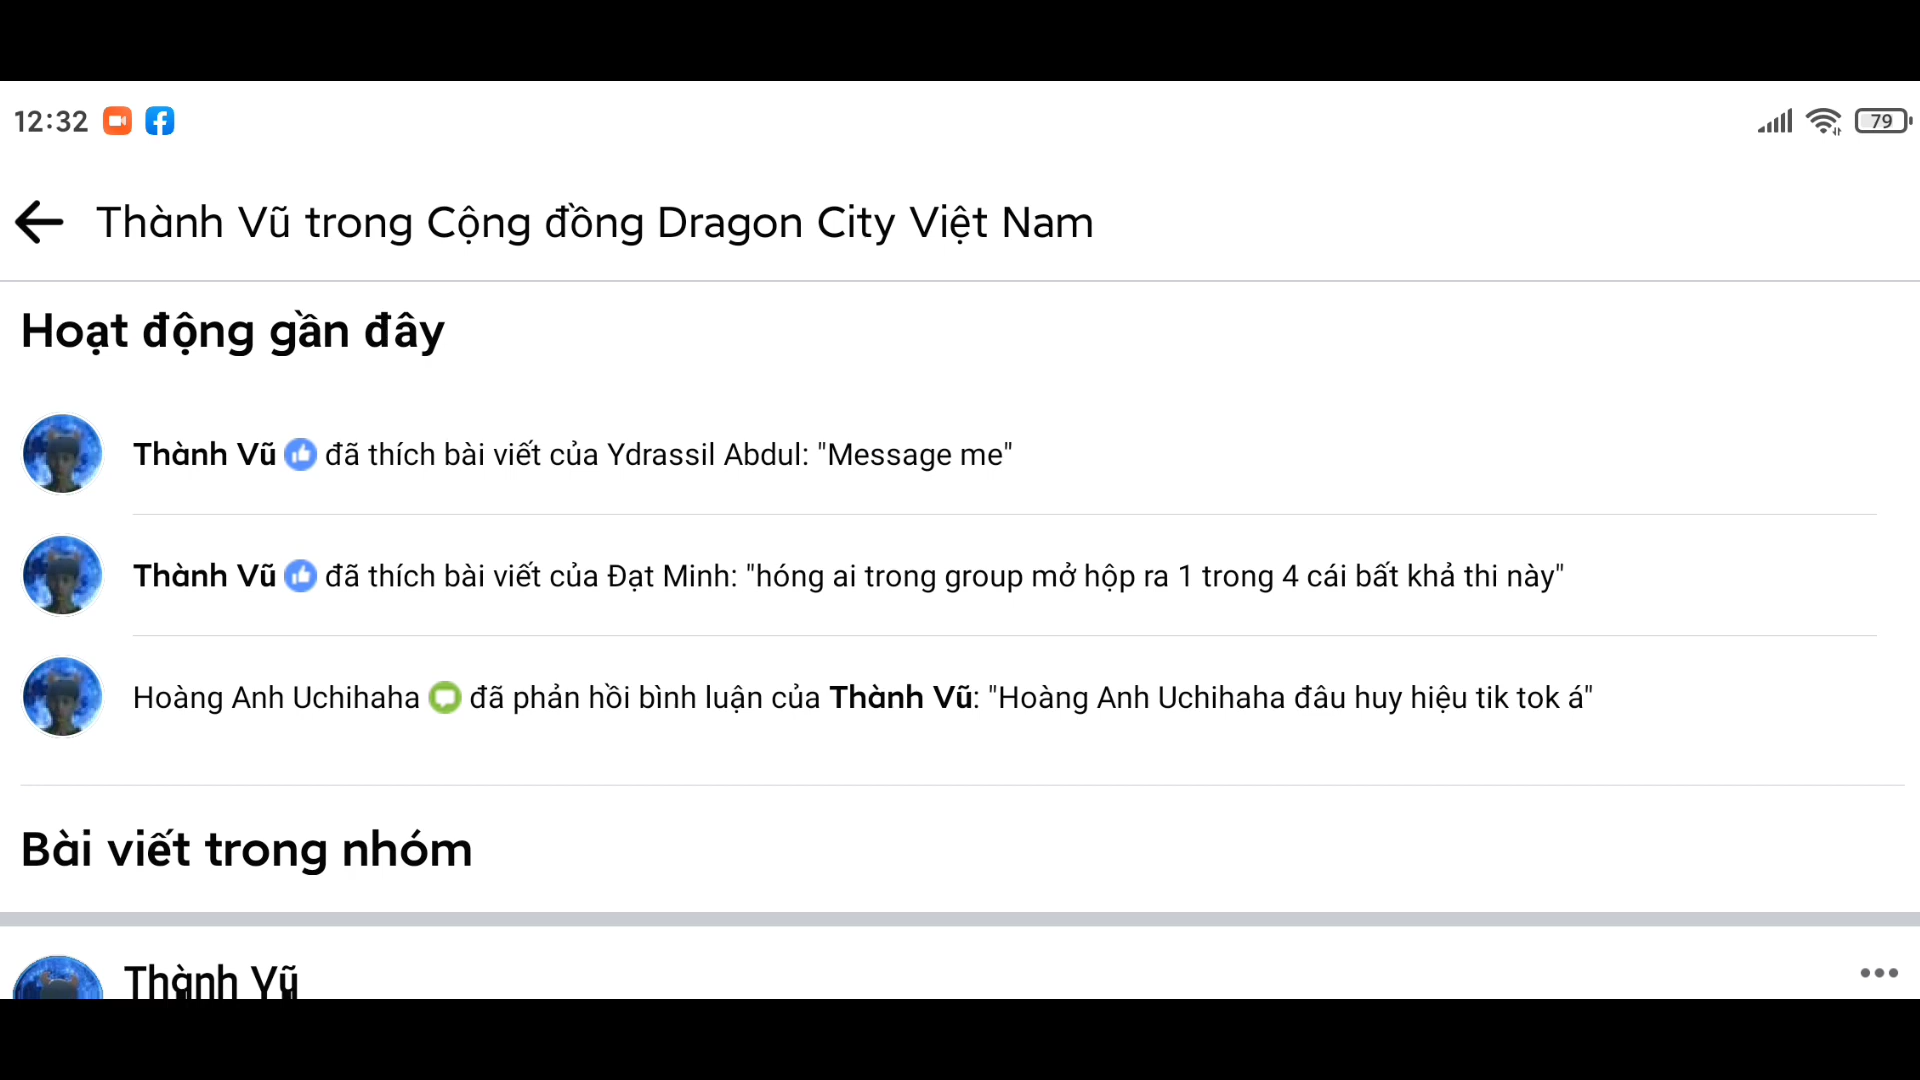 12:32
79
Thành Vũ trong Cộng đồng Dragon City Việt Nam
Hoạt động gần đây
Thành Vũ đã thích bài viết của Ydrassil Abdul: "Message me"
Thành Vũ đã thích bài viết của Đạt Minh: "hóng ai trong group mở hộp ra 1 trong 4 cái bất khả thi này"
Hoàng Anh Uchihaha đã phản hồi bình luận của Thành Vũ: "Hoàng Anh Uchihaha đâu huy hiệu tik tok á"
Bài viết trong nhóm
Thành Vũ